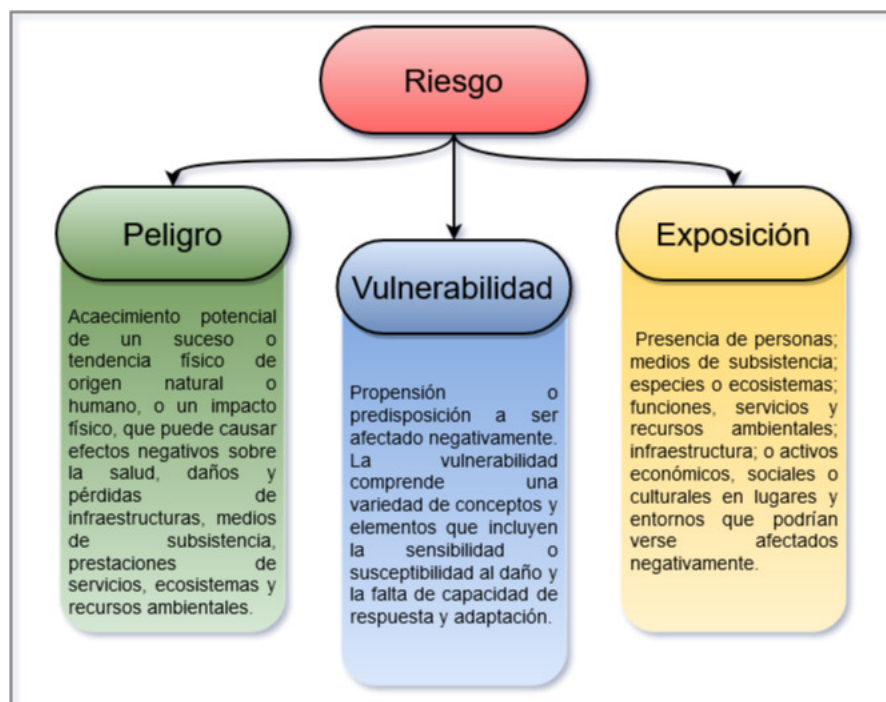 Riesgo
Peligro
Acaecimiento potencial
de un suceso o
tendencia físico de
origen natural o
humano, o un impacto
físico, que puede causar
efectos negativos sobre
la salud, daños y
pérdidas de
infraestructuras, medios
de subsistencia,
prestaciones de
servicios, ecosistemas y
recursos ambientales.
Vulnerabilidad
Propensión o
predisposición a ser
afectado negativamente.
La vulnerabilidad
comprende una
variedad de conceptos y
elementos que incluyen
la sensibilidad o
susceptibilidad al daño y
la falta de capacidad de
respuesta y adaptación.
Exposición
Presencia de personas;
medios de subsistencia;
especies o ecosistemas;
funciones, servicios y
recursos ambientales;
infraestructura; o activos
económicos, sociales o
culturales en lugares y
entornos que podrían
verse afectados
negativamente.